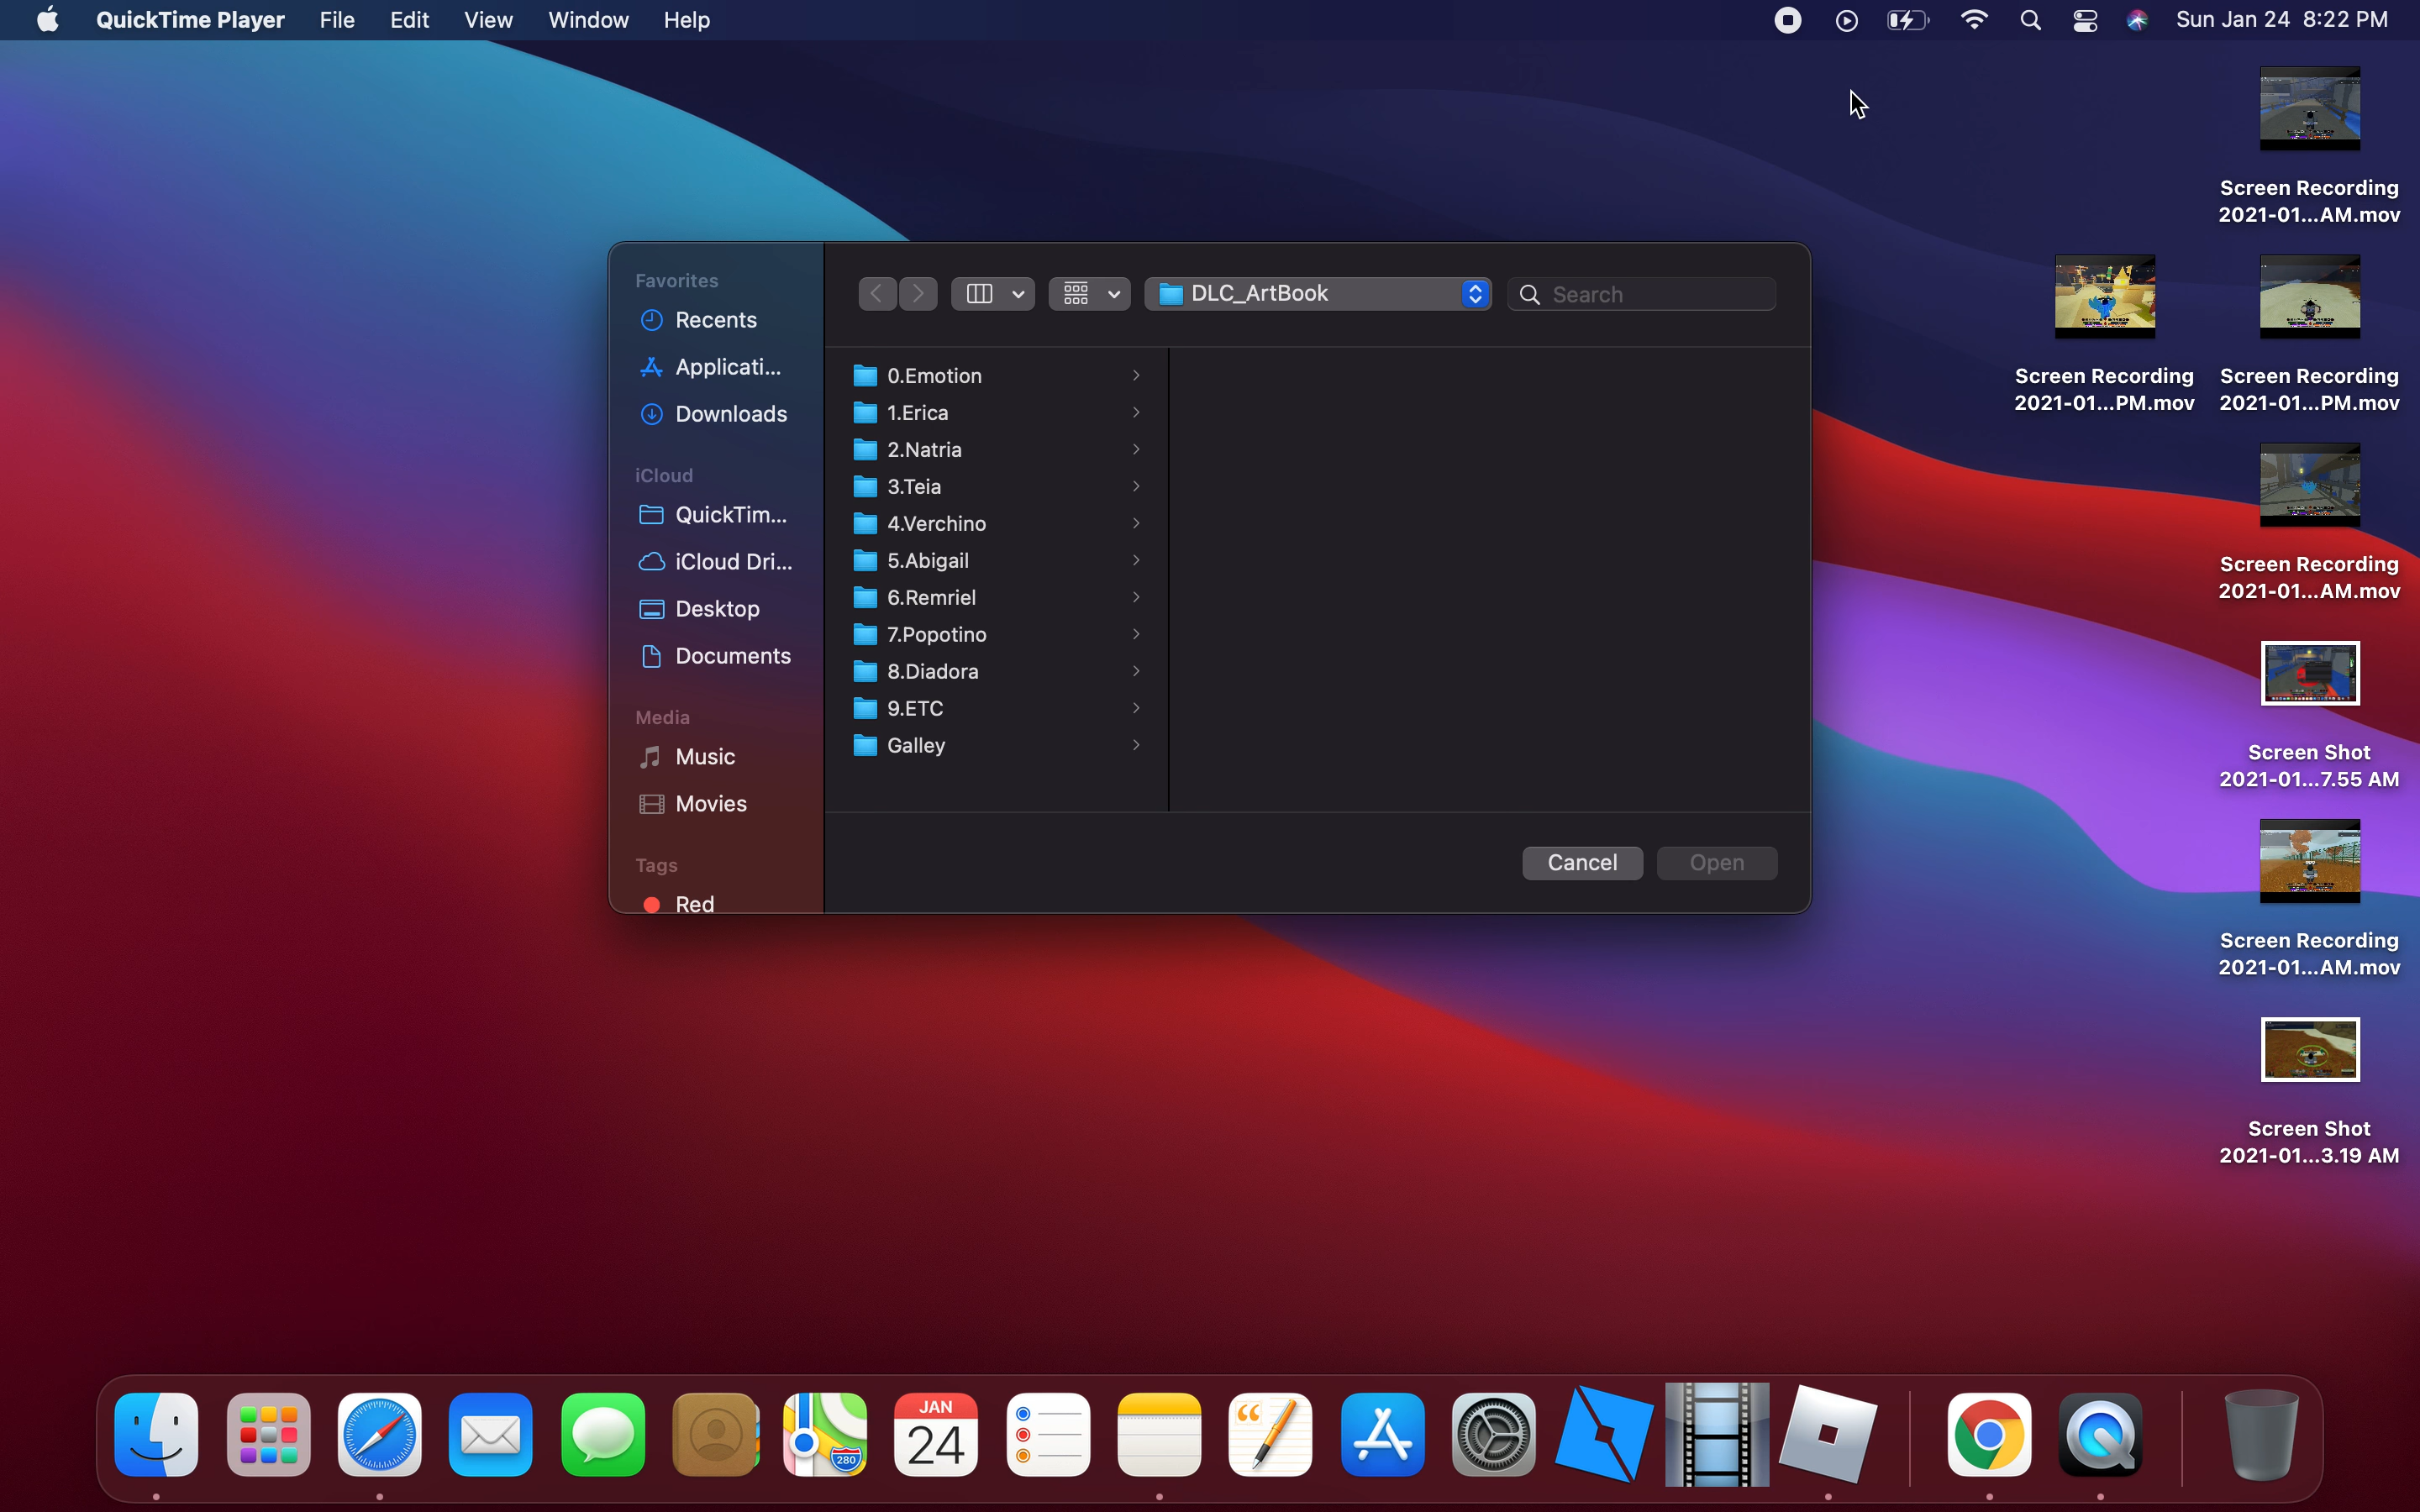 QuickTime Player File Edit View Window Help Sun Jan 24 8:22 PM
Favorites
Recents
Applicati...
Downloads
iCloud
QuickTim...
iCloud Dri...
Desktop
Documents
Media
Music
Movies
Tags
Red
DLC_ArtBook
Search
0.Emotion
1.Erica
2.Natria
3.Teia
4.Verchino
5.Abigail
6.Remriel
7.Popotino
8.Diadora
9.ETC
Galley
Cancel
Open
Screen Recording
2021-01...AM.mov
Screen Recording
2021-01...PM.mov
Screen Recording
2021-01...PM.mov
Screen Recording
2021-01...AM.mov
Screen Shot
2021-01...7.55 AM
Screen Recording
2021-01...AM.mov
Screen Shot
2021-01...3.19 AM
280
JAN
24